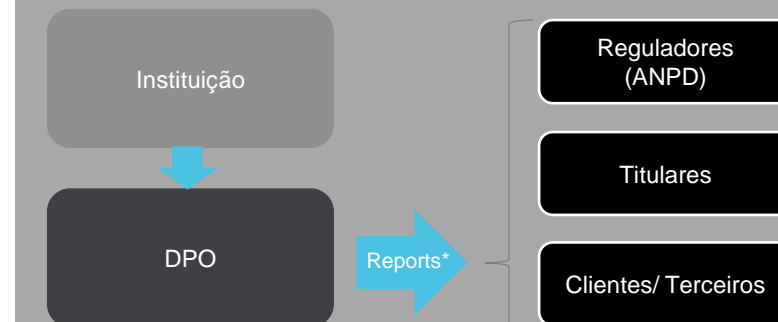 Instituição
DPO
Reports*
Reguladores
(ANPD)
Titulares
Clientes/ Terceiros